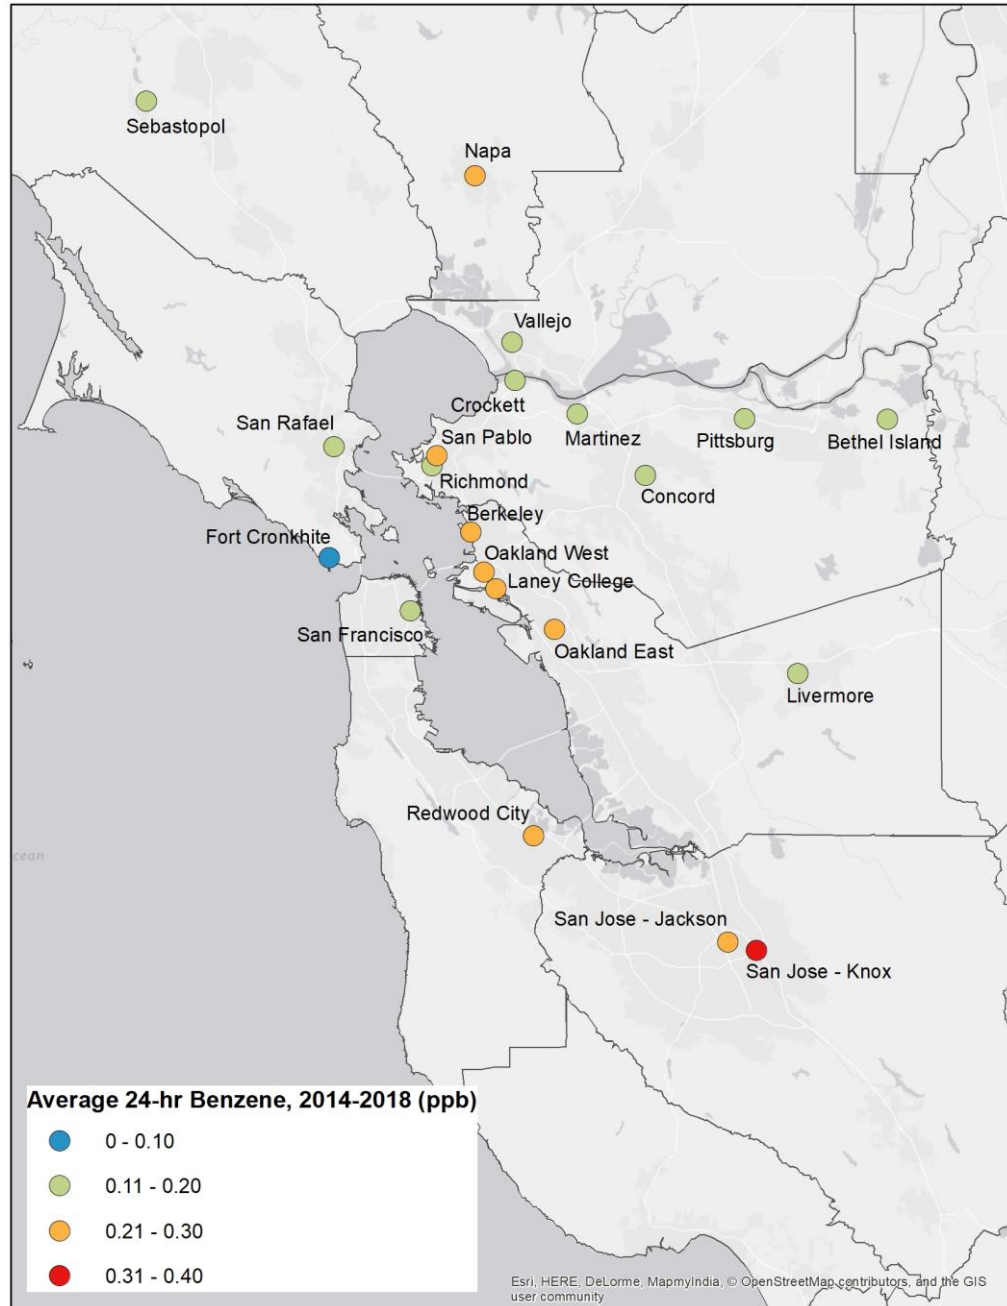 Sebastopol
Napa
Vallejo
Crockett
San Rafael
San Pablo
Martinez
Pittsburg
Bethel Island
Richmond
Concord
Berkeley
Fort Cronkhite
Oakland West
Laney College
San Francisco
Oakland East
Livermore
Redwood City
cean
San Jose - Jackson
San Jose - Knox
Average 24-hr Benzene, 2014-2018 (ppb)
0 - 0.10
0.11 - 0.20
0.21 - 0.30
0.31 - 0.40
Esri, HERE, DeLorme, MapmyIndia, © OpenStreetMap contributors, and the GIS
user community